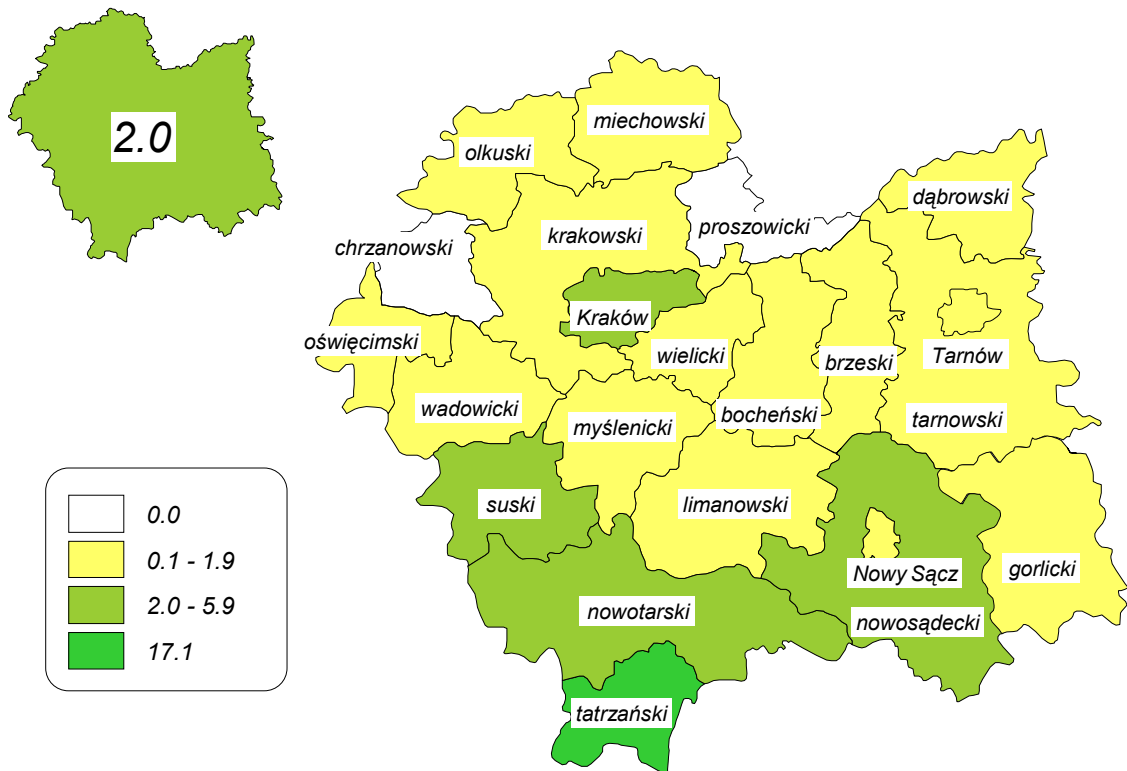 2.0
miechowski
olkuski
dąbrowski
proszowicki
krakowski
chrzanowski
Kraków
oświęcimski
wielicki
brzeski
Tarnów
wadowicki
myślenicki
bocheński
tarnowski
suski
limanowski
Nowy Sącz
gorlicki
nowotarski
nowosądecki
tatrzański
0.0
0.1 - 1.9
2.0 - 5.9
17.1